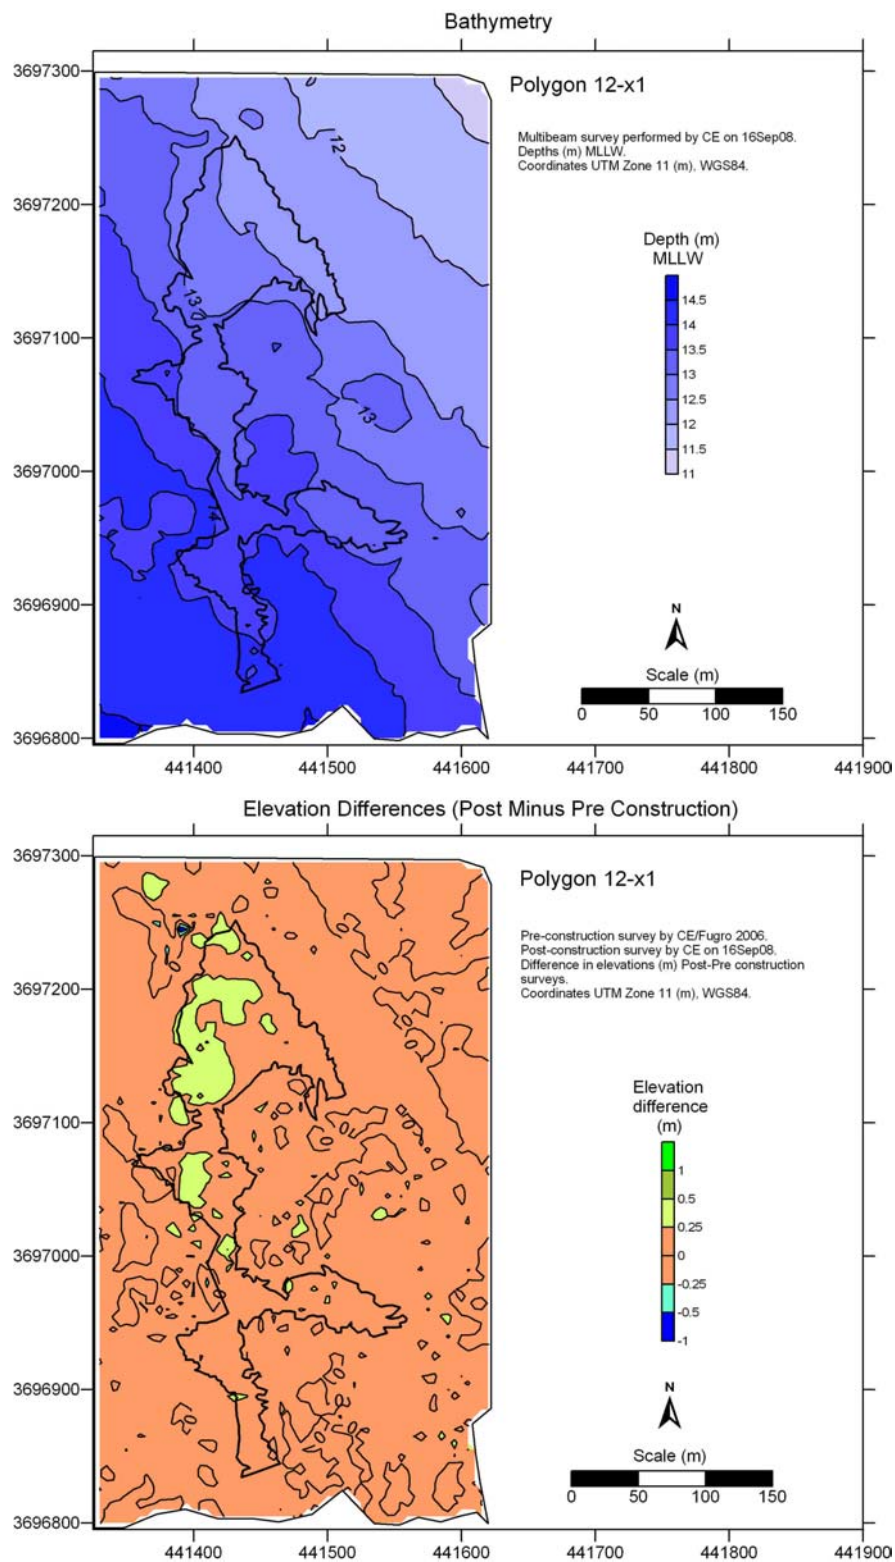 Bathymetry
3697300
3697200
3697100
3697000
3696900
3696800
12
13
13
14
Polygon 12-x1
Multibeam survey performed by CE on 16Sep08.
Depths (m) MLLW.
Coordinates UTM Zone 11 (m), WGS84.
Depth (m)
MLLW
14.5
14
13.5
13
12.5
12
11.5
11
N
Scale (m)
0 50 100 150
441400 441500 441600 441700 441800 441900
Elevation Differences (Post Minus Pre Construction)
3697300
3697200
3697100
3697000
3696900
3696800
Polygon 12-x1
Pre-construction survey by CE/Fugro 2006.
Post-construction survey by CE on 16Sep08.
Difference in elevations (m) Post-Pre construction
surveys.
Coordinates UTM Zone 11 (m), WGS84.
Elevation
difference
(m)
1
0.5
0.25
0
-0.25
-0.5
-1
N
Scale (m)
0 50 100 150
441400 441500 441600 441700 441800 441900